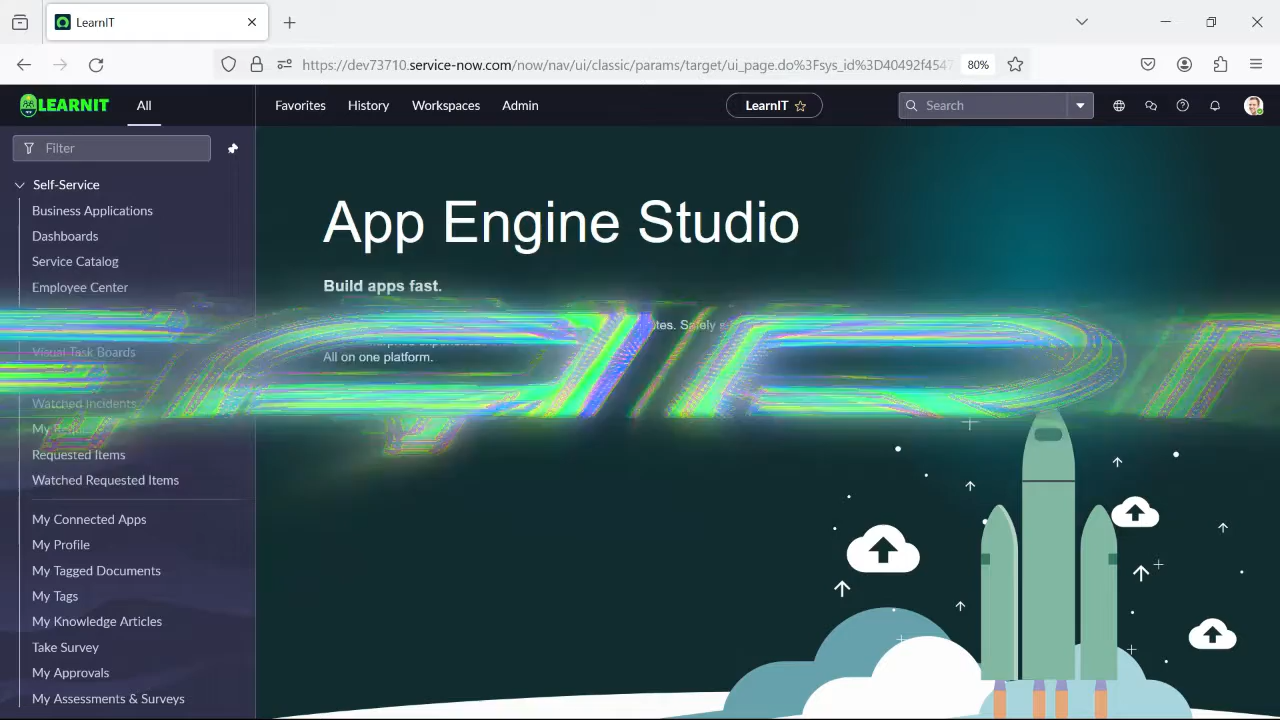 LearnIT
https://dev73710.service-now.com/now/nav/ui/classic/params/target/ui_page.do%3Fsys_id%3D40492f454
80%
LEARNIT
All
Favorites
History
Workspaces
Admin
LearnIT
Search
Filter
Self-Service
Business Applications
Dashboards
Service Catalog
Employee Center
Visual Task Boards
Watched Incidents
My
Requested Items
Watched Requested Items
My Connected Apps
My Profile
My Tagged Documents
My Tags
My Knowledge Articles
Take Survey
My Approvals
My Assessments & Surveys
App Engine Studio
Build apps fast.
Safely
All on one platform.